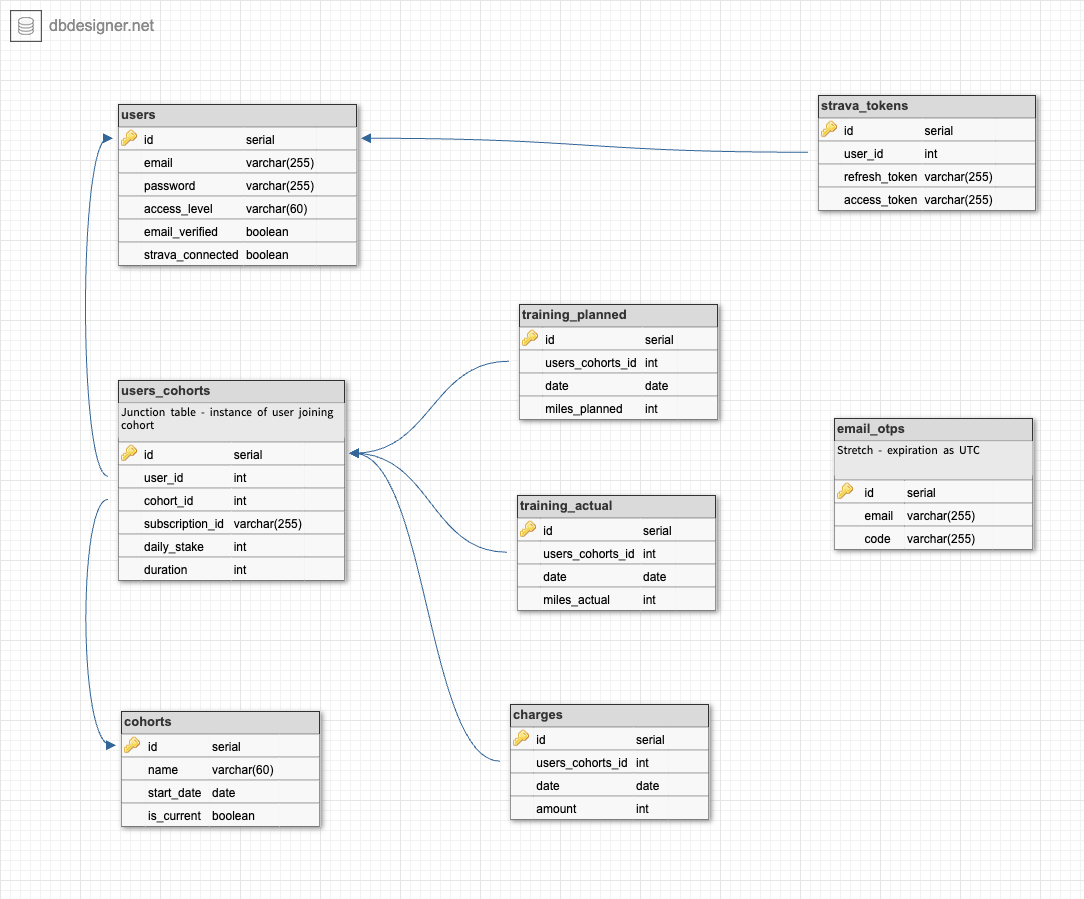 dbdesigner.net
users
id serial
email varchar(255)
password varchar(255)
access_level varchar(60)
email_verified boolean
strava_connected boolean
strava_tokens
id serial
user_id int
refresh_token varchar(255)
access_token varchar(255)
training_planned
id serial
users_cohorts_id int
date date
miles_planned int
users_cohorts
Junction table - instance of user joining
cohort
id serial
user_id int
cohort_id int
subscription_id varchar(255)
daily_stake int
duration int
email_otps
Stretch - expiration as UTC
id serial
email varchar(255)
code varchar(255)
training_actual
id serial
users_cohorts_id int
date date
miles_actual int
cohorts
id serial
name varchar(60)
start_date date
is_current boolean
charges
id serial
users_cohorts_id int
date date
amount int